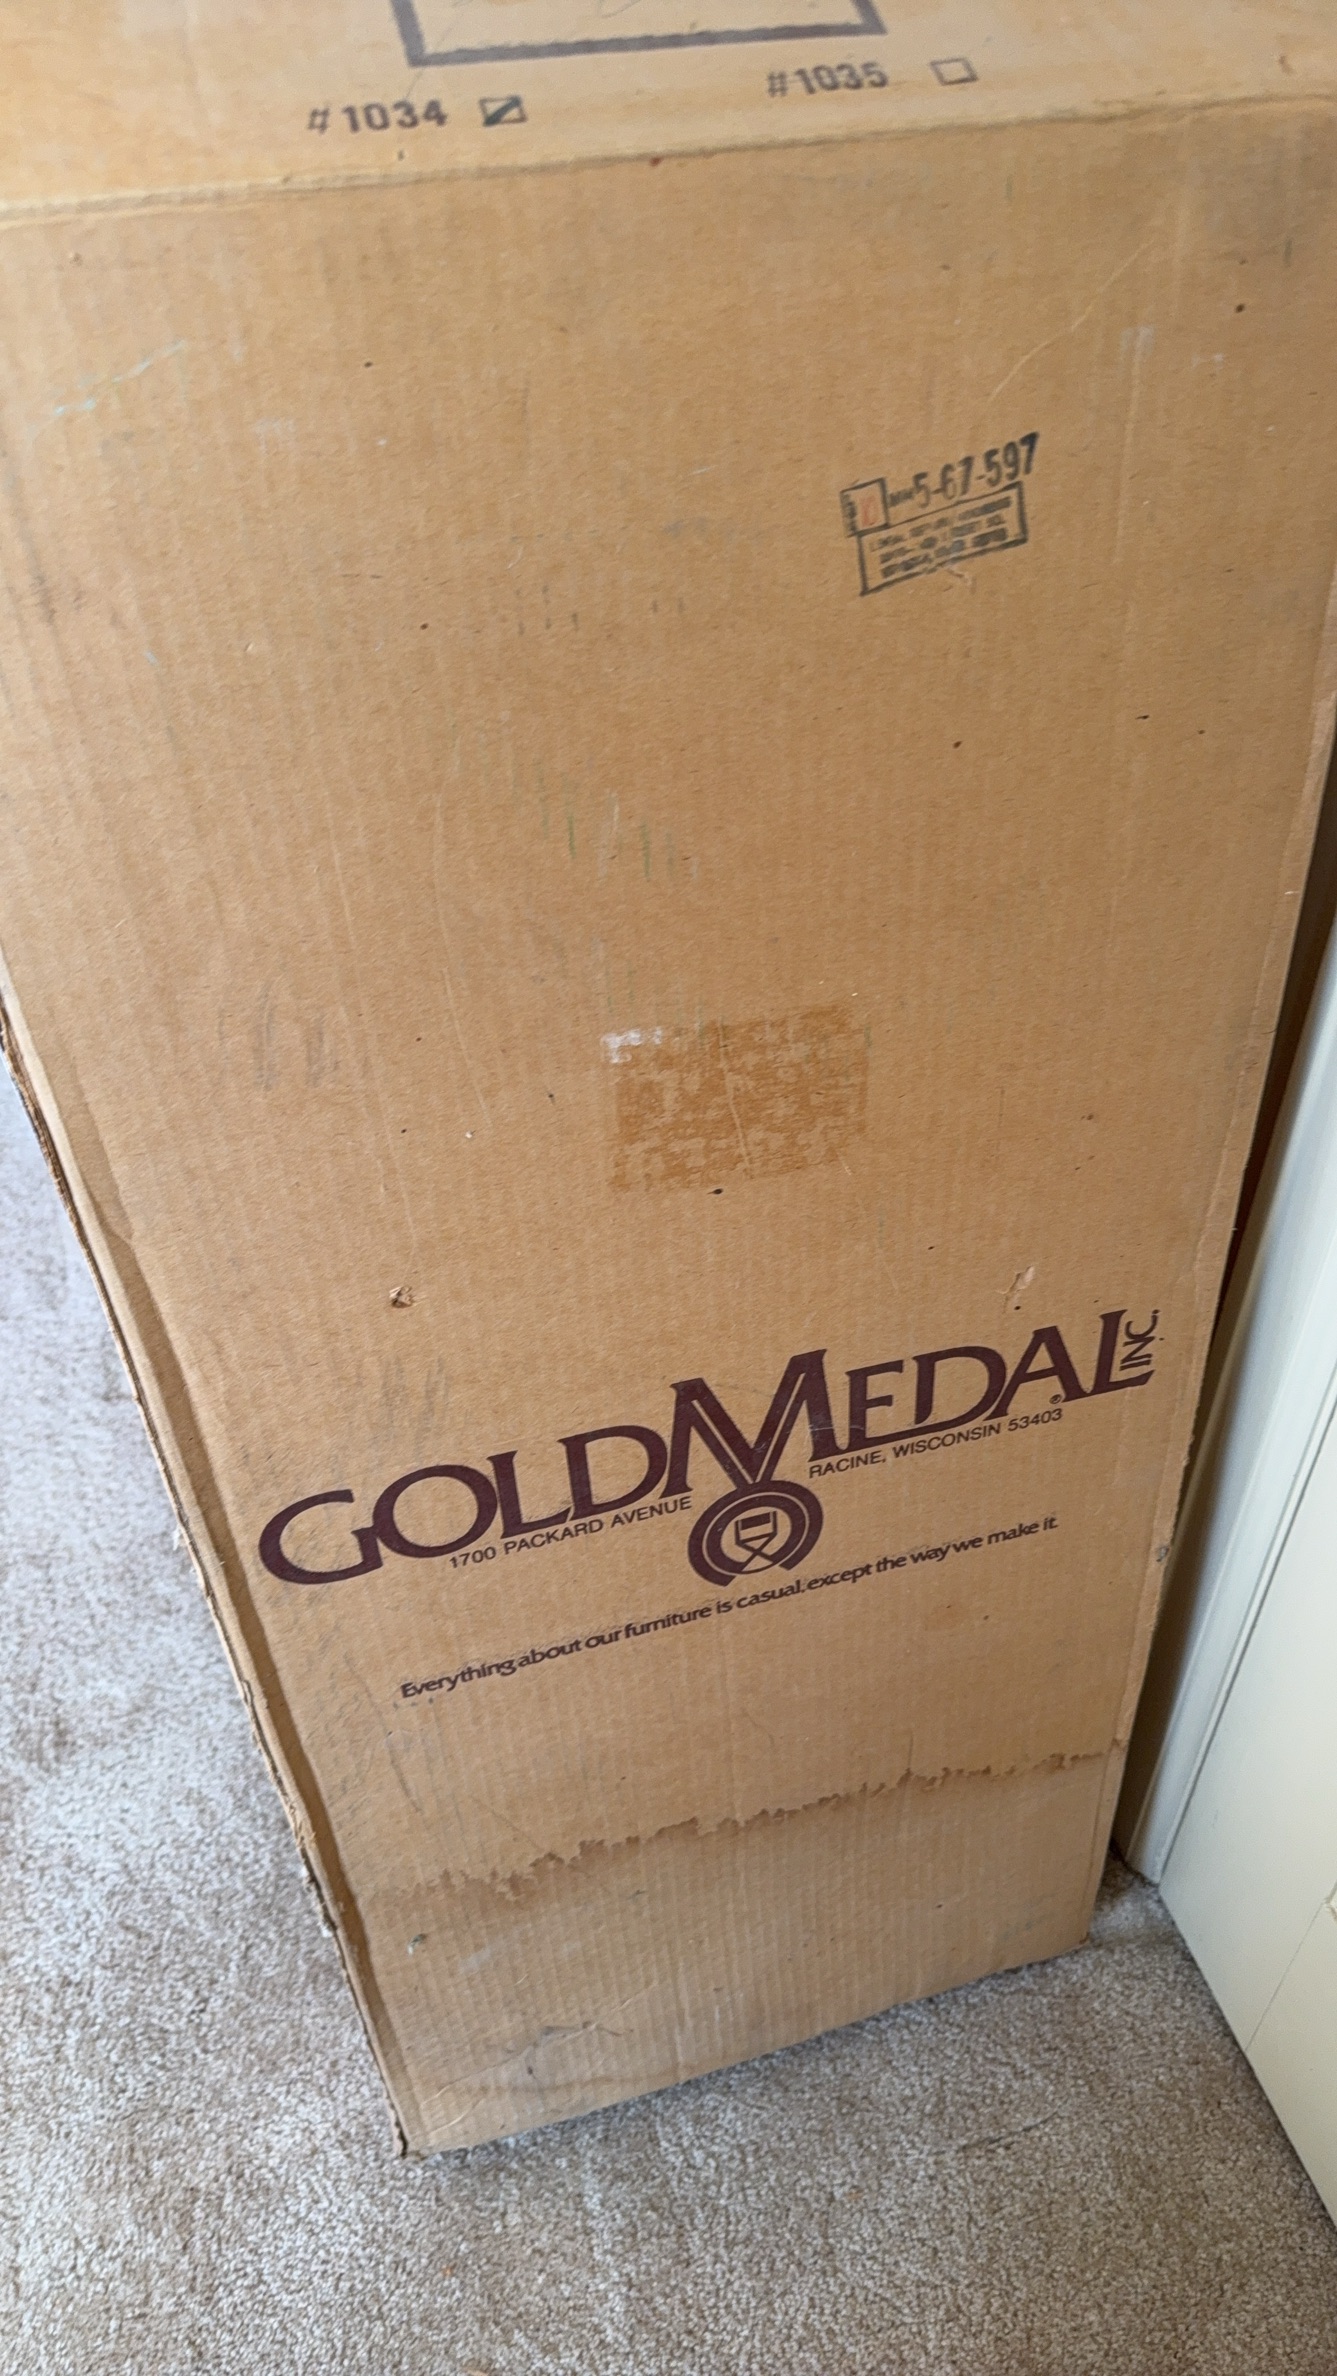 #1034
#1035
5-67-597
10
GOLDMEDAL INC.
®
1700 PACKARD AVENUE
RACINE, WISCONSIN 53403
Everything about our furniture is casual, except the way we make it.